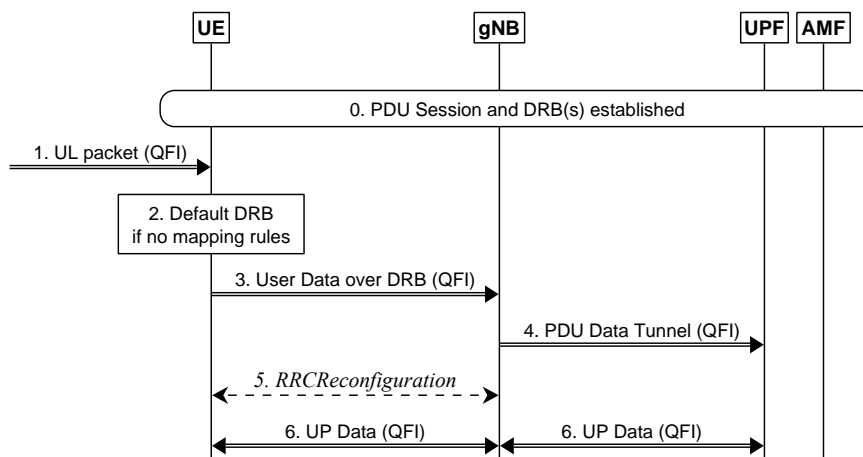 UE
gNB
UPF
AMF
0. PDU Session and DRB(s) established
1. UL packet (QFI)
2. Default DRB
if no mapping rules
3. User Data over DRB (QFI)
4. PDU Data Tunnel (QFI)
5. RRCReconfiguration
6. UP Data (QFI)
6. UP Data (QFI)